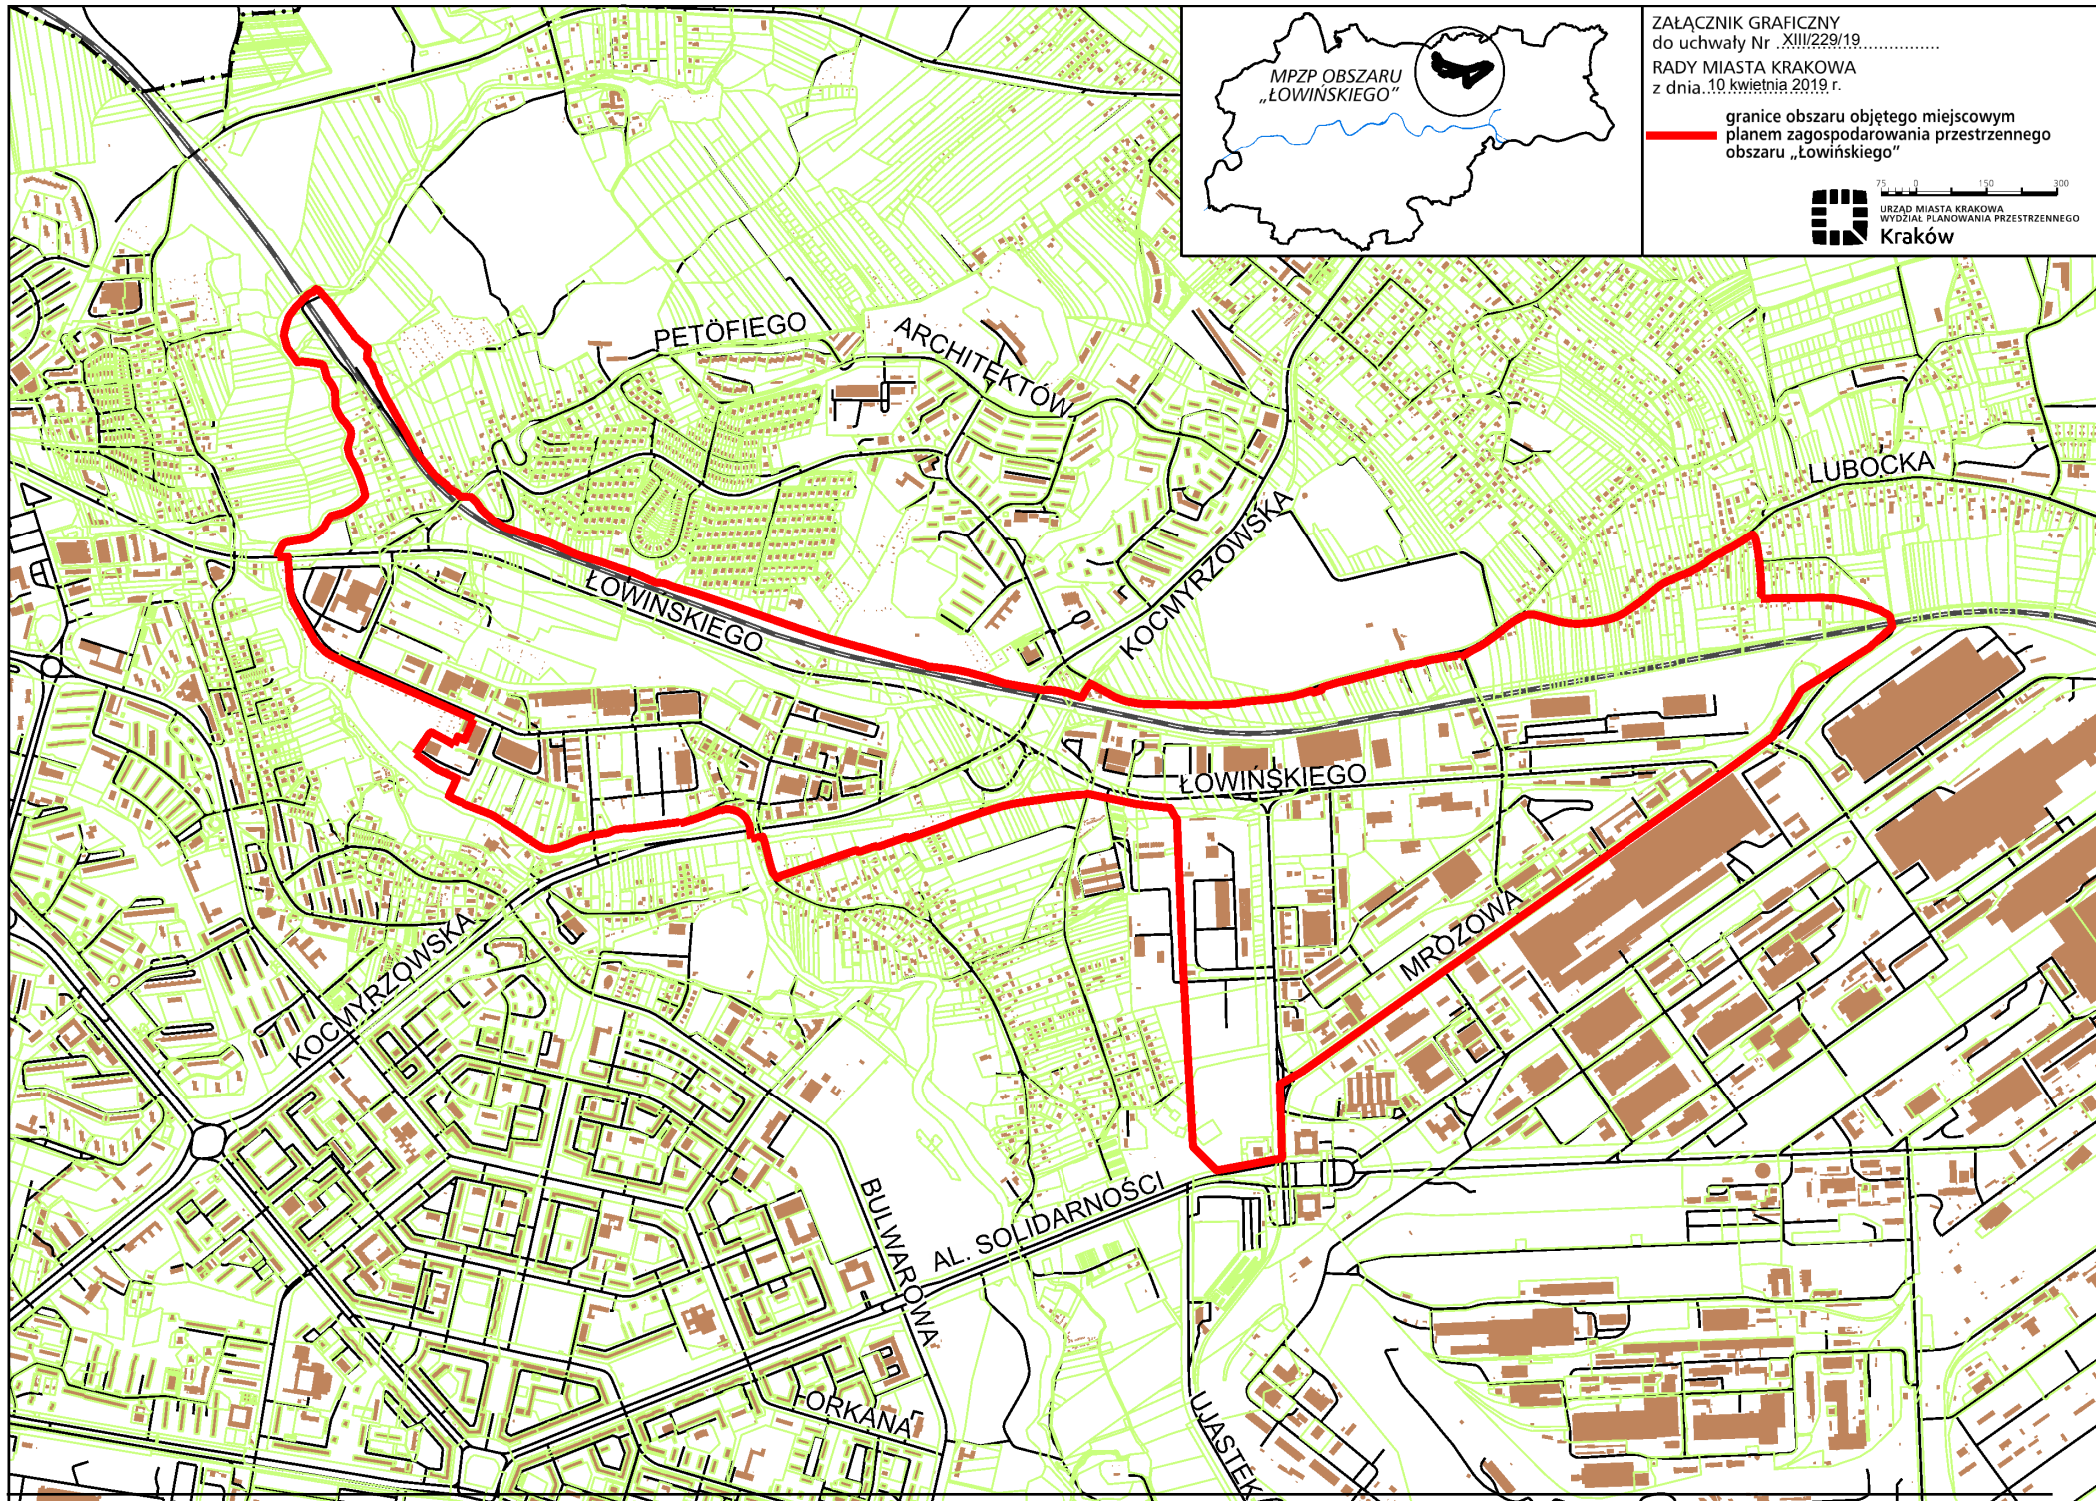 MPZP OBSZARU
„ŁOWIŃSKIEGO”
ZAŁĄCZNIK GRAFICZNY
do uchwały Nr XIII/229/19
RADY MIASTA KRAKOWA
z dnia 10 kwietnia 2019 r.
granice obszaru objętego miejscowym
planem zagospodarowania przestrzennego
obszaru „Łowińskiego”
75 0 150 300
URZĄD MIASTA KRAKOWA
WYDZIAŁ PLANOWANIA PRZESTRZENNEGO
Kraków
PETÖFIEGO
ARCHITEKTÓW
LUBOCKA
KOCMYRZOWSKA
ŁOWIŃSKIEGO
ŁOWIŃSKIEGO
MROZOWA
KOCMYRZOWSKA
BULWAROWA
AL. SOLIDARNOŚCI
ORKANA
UJASTEK